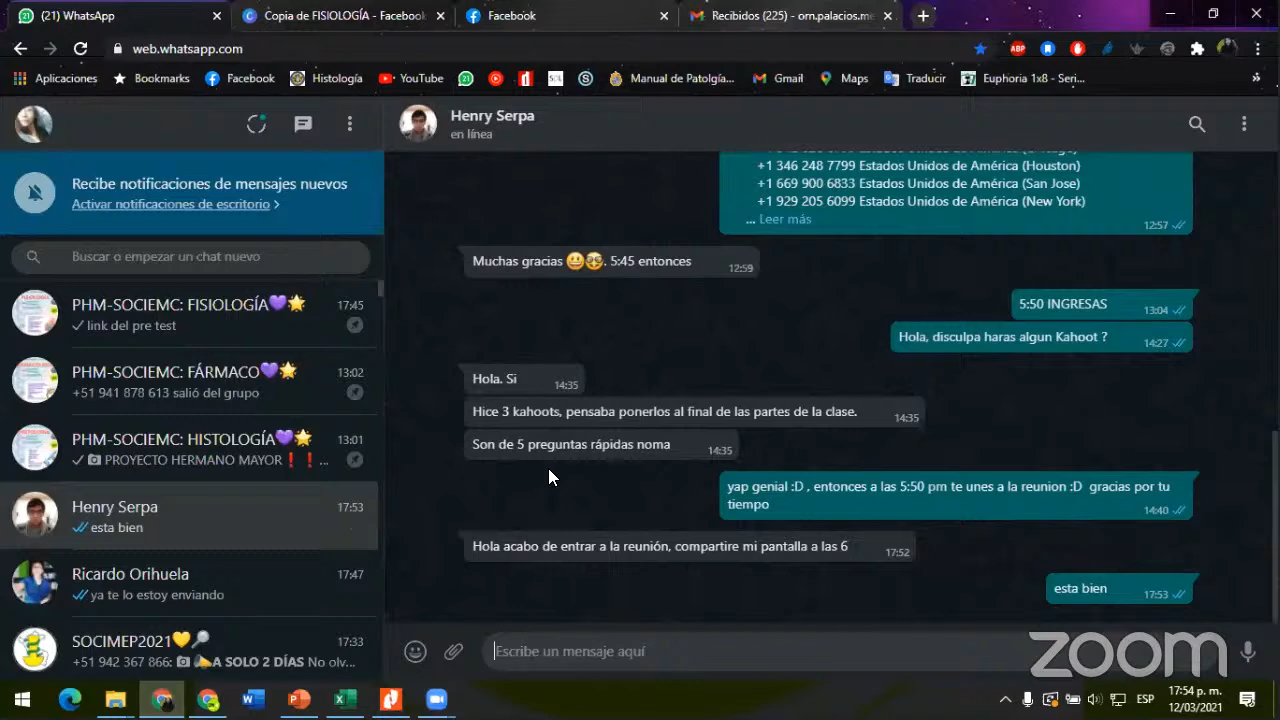 (21) WhatsApp
Copia de FISIOLOGÍA - Facebook
Facebook
Recibidos (225) - orn.palacios.me
web.whatsapp.com
ABP
Aplicaciones
Bookmarks
Facebook
Histología
YouTube
Manual de Patolgía...
Gmail
Maps
Traducir
Euphoria 1x8 - Seri...
Henry Serpa
en línea
Recibe notificaciones de mensajes nuevos
Activar notificaciones de escritorio >
Buscar o empezar un chat nuevo
PHM-SOCIEMC: FISIOLOGÍA💜🌟 17:45
link del pre test
PHM-SOCIEMC: FÁRMACO💜🌟 13:02
+51 941 878 613 salió del grupo
PHM-SOCIEMC: HISTOLOGÍA💜🌟 13:01
PROYECTO HERMANO MAYOR❗❗...
Henry Serpa 17:53
esta bien
Ricardo Orihuela 17:47
ya te lo estoy enviando
SOCIMEP2021💛 17:33
+51 942 367 866: A SOLO 2 DÍAS No olv...
+1 346 248 7799 Estados Unidos de América (Houston)
+1 669 900 6833 Estados Unidos de América (San Jose)
+1 929 205 6099 Estados Unidos de América (New York)
... Leer más
12:57
Muchas gracias 😃🤓. 5:45 entonces 12:59
5:50 INGRESAS 13:04
Hola, disculpa haras algun Kahoot ? 14:27
Hola. Si 14:35
Hice 3 kahoots, pensaba ponerlos al final de las partes de la clase. 14:35
Son de 5 preguntas rápidas noma 14:35
yap genial :D , entonces a las 5:50 pm te unes a la reunion :D gracias por tu
tiempo 14:40
Hola acabo de entrar a la reunión, compartire mi pantalla a las 6 17:52
esta bien 17:53
Escribe un mensaje aquí
zoom
ESP
17:54 p. m.
12/03/2021